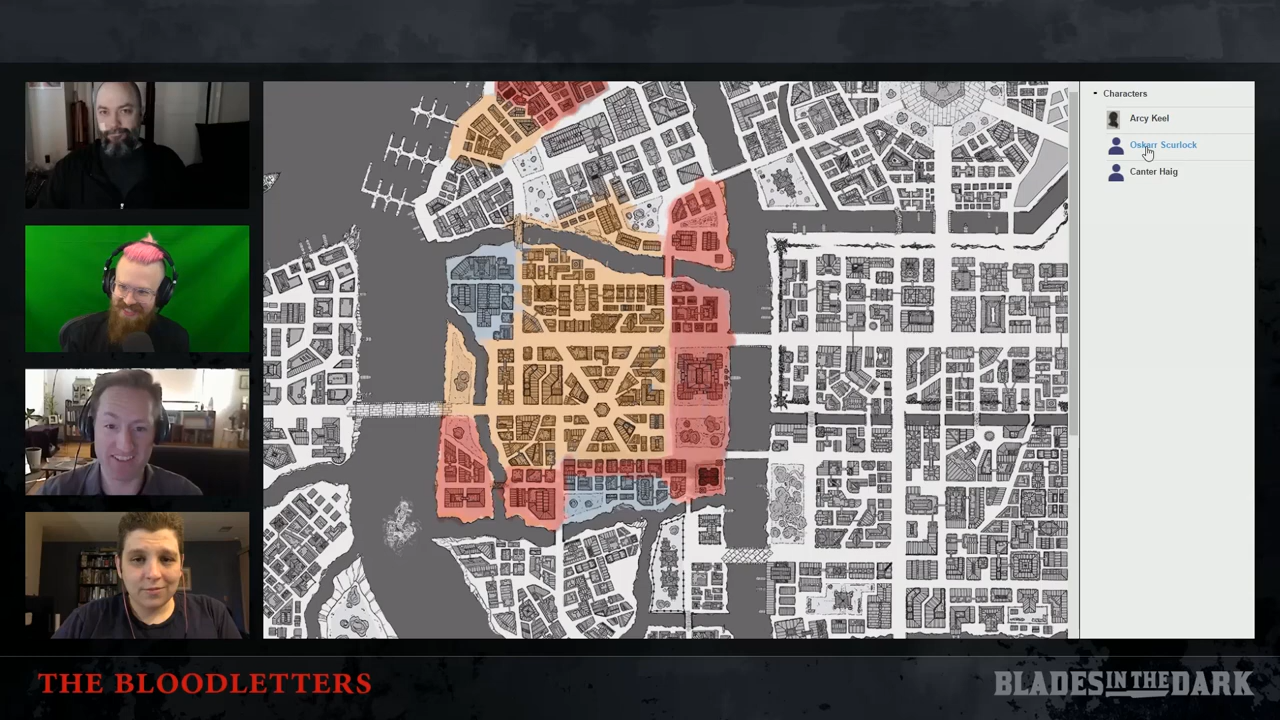 Characters
Arcy Keel
Oskarr Scurlock
Canter Haig
THE BLOODLETTERS
BLADES IN THE DARK